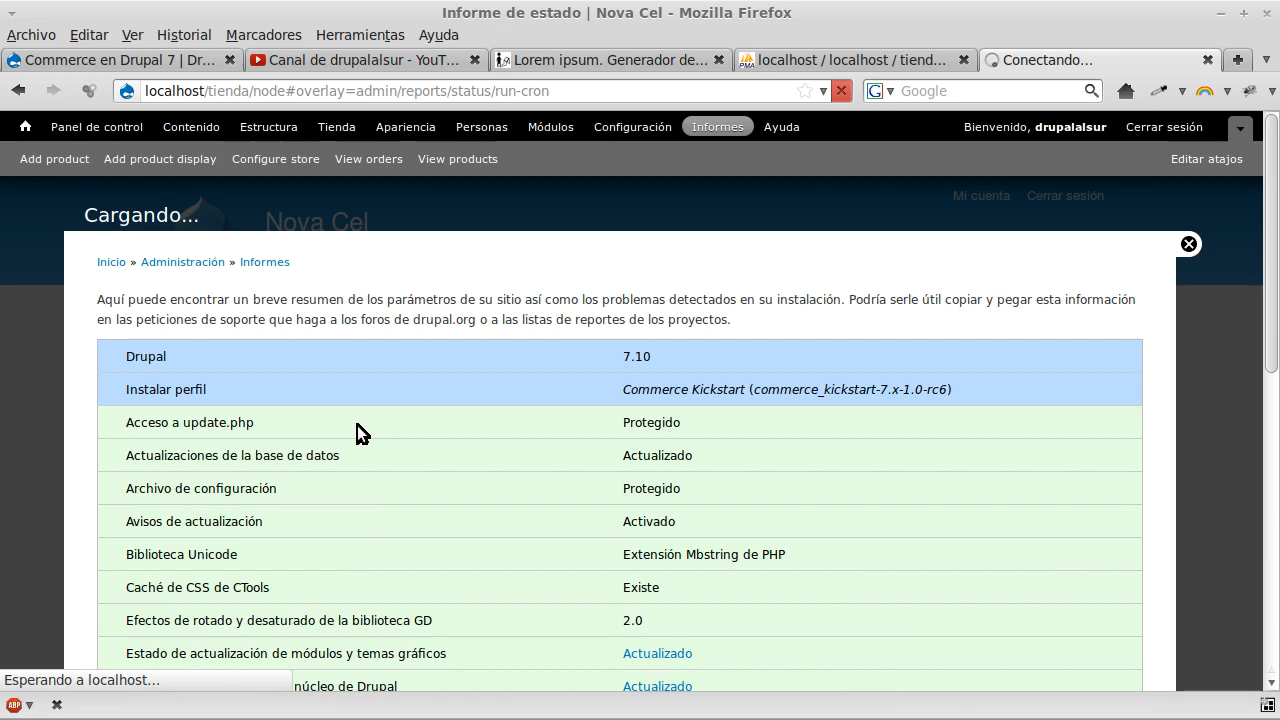 Informe de estado | Nova Cel - Mozilla Firefox
Archivo Editar Ver Historial Marcadores Herramientas Ayuda
Commerce en Drupal 7 | Dr... Canal de drupalalsur - YouT... Lorem ipsum. Generador de... localhost / localhost / tiend... Conectando...
localhost/tienda/node#overlay=admin/reports/status/run-cron Google
Panel de control Contenido Estructura Tienda Apariencia Personas Módulos Configuración Informes Ayuda Bienvenido, drupalalsur Cerrar sesión
Add product Add product display Configure store View orders View products Editar atajos
Mi cuenta Cerrar sesión
Cargando... Nova Cel
Inicio » Administración » Informes
Aquí puede encontrar un breve resumen de los parámetros de su sitio así como los problemas detectados en su instalación. Podría serle útil copiar y pegar esta información
en las peticiones de soporte que haga a los foros de drupal.org o a las listas de reportes de los proyectos.
Drupal 7.10
Instalar perfil Commerce Kickstart (commerce_kickstart-7.x-1.0-rc6)
Acceso a update.php Protegido
Actualizaciones de la base de datos Actualizado
Archivo de configuración Protegido
Avisos de actualización Activado
Biblioteca Unicode Extensión Mbstring de PHP
Caché de CSS de CTools Existe
Efectos de rotado y desaturado de la biblioteca GD 2.0
Estado de actualización de módulos y temas gráficos Actualizado
Esperando a localhost... núcleo de Drupal Actualizado
ABP